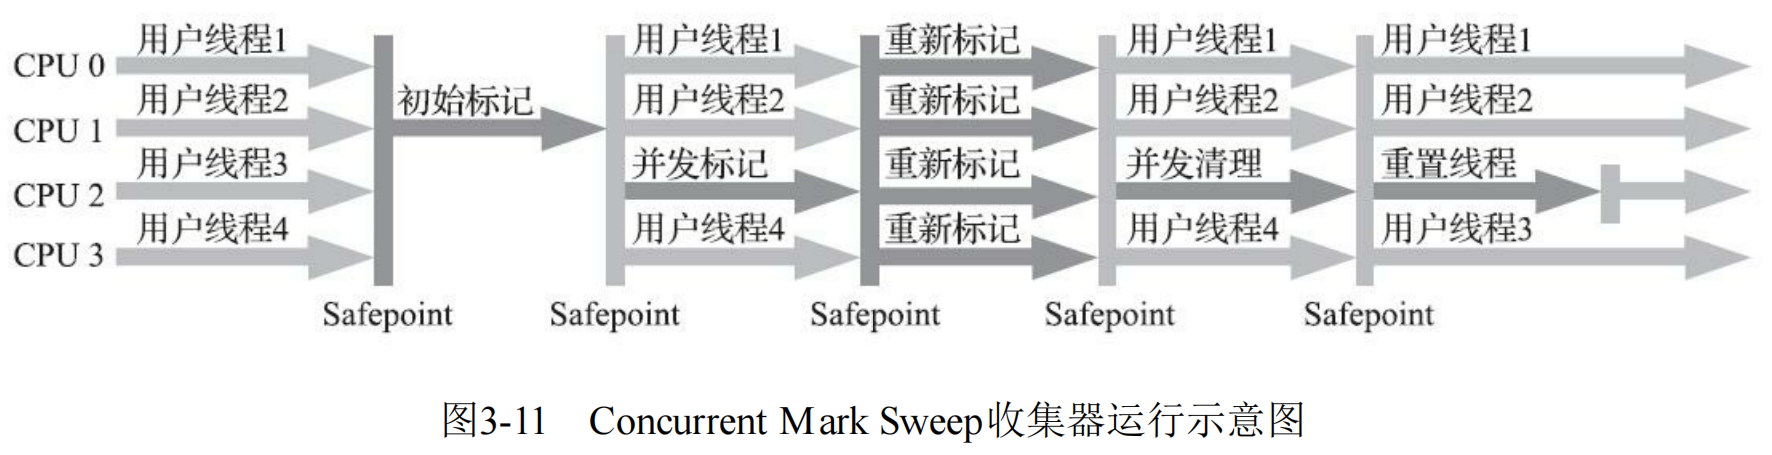 用户线程1 用户线程1 重新标记 用户线程1 用户线程1
CPU 0
用户线程2 初始标记 用户线程2 重新标记 用户线程2 用户线程2
CPU 1
用户线程3 并发标记 重新标记 并发清理 重置线程
CPU 2
用户线程4 用户线程4 重新标记 用户线程4 用户线程3
CPU 3
Safepoint Safepoint Safepoint Safepoint Safepoint
图3-11 Concurrent Mark Sweep收集器运行示意图